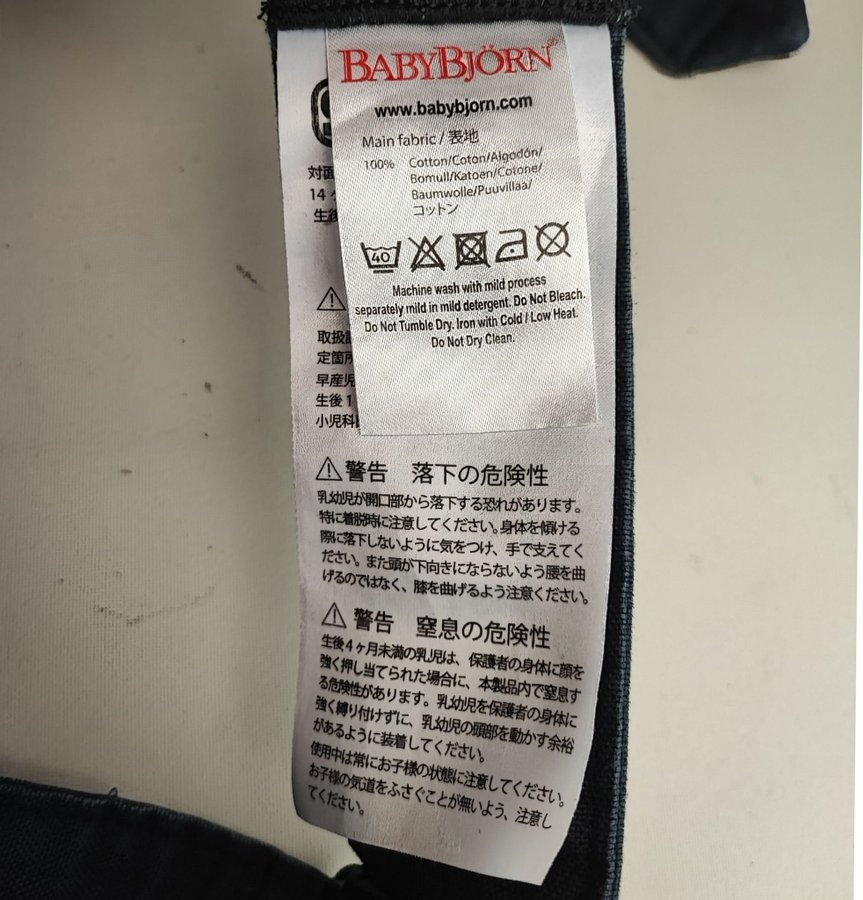 BABYBJÖRN
www.babybjorn.com
Main fabric / 表地
100% Cotton/Coton/Algodón/
Bomull/Katoen/Cotone/
Baumwolle/Puuvillaa/
コットン
40
Machine wash with mild process
separately mild in mild detergent. Do Not Bleach.
Do Not Tumble Dry. Iron with Cold / Low Heat.
Do Not Dry Clean.
対面
14
生後
取扱
定箇所
早産児
生後1
小児科
警告 落下の危険性
乳幼児が開口部から落下する恐れがあります。
特に着脱時に注意してください。身体を傾ける
際に落下しないように気をつけ、手で支えてく
ださい。また頭が下向きにならないよう腰を曲
げるのではなく、膝を曲げるよう注意ください。
警告 窒息の危険性
生後4ヶ月未満の乳児は、保護者の身体に顔を
強く押し当てられた場合に、本製品内で窒息す
る危険性があります。乳幼児を保護者の身体に
強く縛り付けずに、乳幼児の頭部を動かす余裕
があるように装着してください。
使用中は常にお子様の状態に注意してください。
お子様の気道をふさぐことが無いよう、注意し
てください。